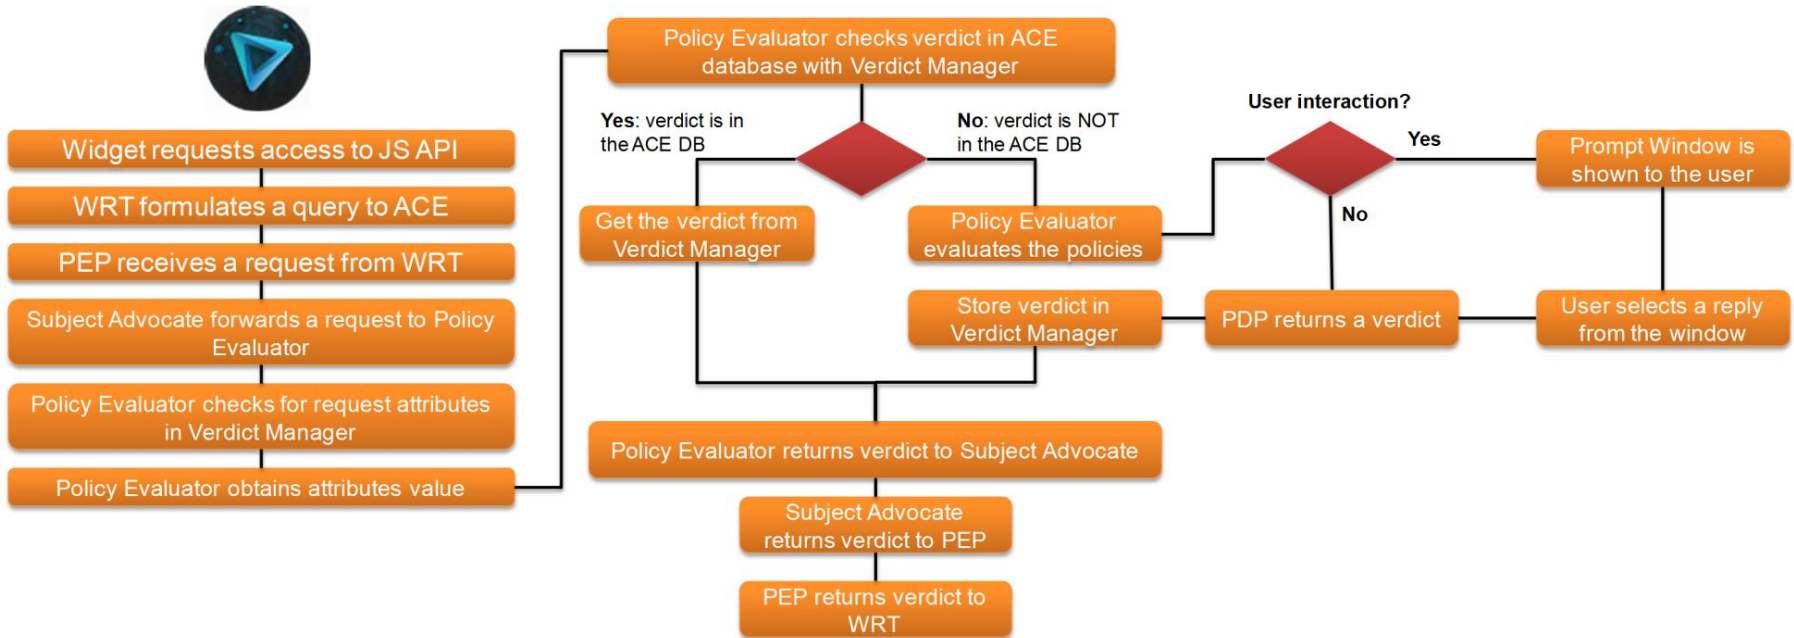 Widget requests access to JS API
WRT formulates a query to ACE
PEP receives a request from WRT
Subject Advocate forwards a request to Policy
Evaluator
Policy Evaluator checks for request attributes
in Verdict Manager
Policy Evaluator obtains attributes value
Policy Evaluator checks verdict in ACE
database with Verdict Manager
Yes: verdict is in
the ACE DB
No: verdict is NOT
in the ACE DB
Get the verdict from
Verdict Manager
Policy Evaluator
evaluates the policies
User interaction?
Yes
No
Prompt Window is
shown to the user
User selects a reply
from the window
PDP returns a verdict
Store verdict in
Verdict Manager
Policy Evaluator returns verdict to Subject Advocate
Subject Advocate
returns verdict to PEP
PEP returns verdict to
WRT